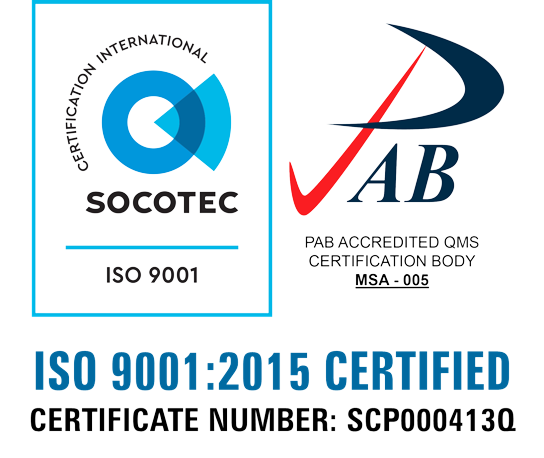 CERTIFICATION INTERNATIONAL
SOCOTEC
ISO 9001
PAB
PAB ACCREDITED QMS
CERTIFICATION BODY
MSA - 005
ISO 9001:2015 CERTIFIED
CERTIFICATE NUMBER: SCP000413Q